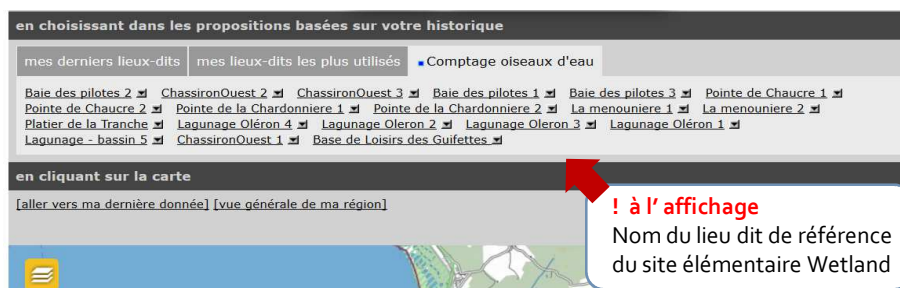 en choisissant dans les propositions basées sur votre historique
mes derniers lieux-dits mes lieux-dits les plus utilisés Comptage oiseaux d'eau
Baie des pilotes 2 ChassironOuest 2 ChassironOuest 3 Baie des pilotes 1 Baie des pilotes 3 Pointe de Chaucre 1
Pointe de Chaucre 2 Pointe de la Chardonniere 1 Pointe de la Chardonniere 2 La menouniere 1 La menouniere 2
Platier de la Tranche Lagunage Oléron 4 Lagunage Oleron 2 Lagunage Oleron 3 Lagunage Oléron 1
Lagunage - bassin 5 ChassironOuest 1 Base de Loisirs des Guifettes
en cliquant sur la carte
[aller vers ma dernière donnée] [vue générale de ma région]
! à l' affichage
Nom du lieu dit de référence
du site élémentaire Wetland